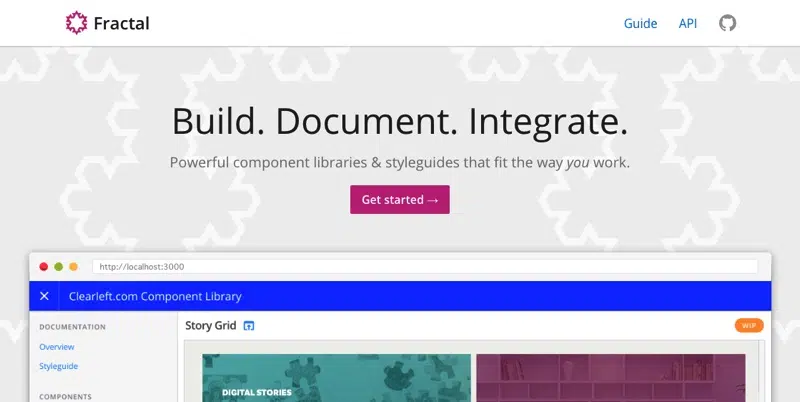 Fractal
Guide API
Build. Document. Integrate.
Powerful component libraries & styleguides that fit the way you work.
Get started →
http://localhost:3000
× Clearleft.com Component Library
DOCUMENTATION
Overview
Styleguide
COMPONENTS
Story Grid
WIP
DIGITAL STORIES